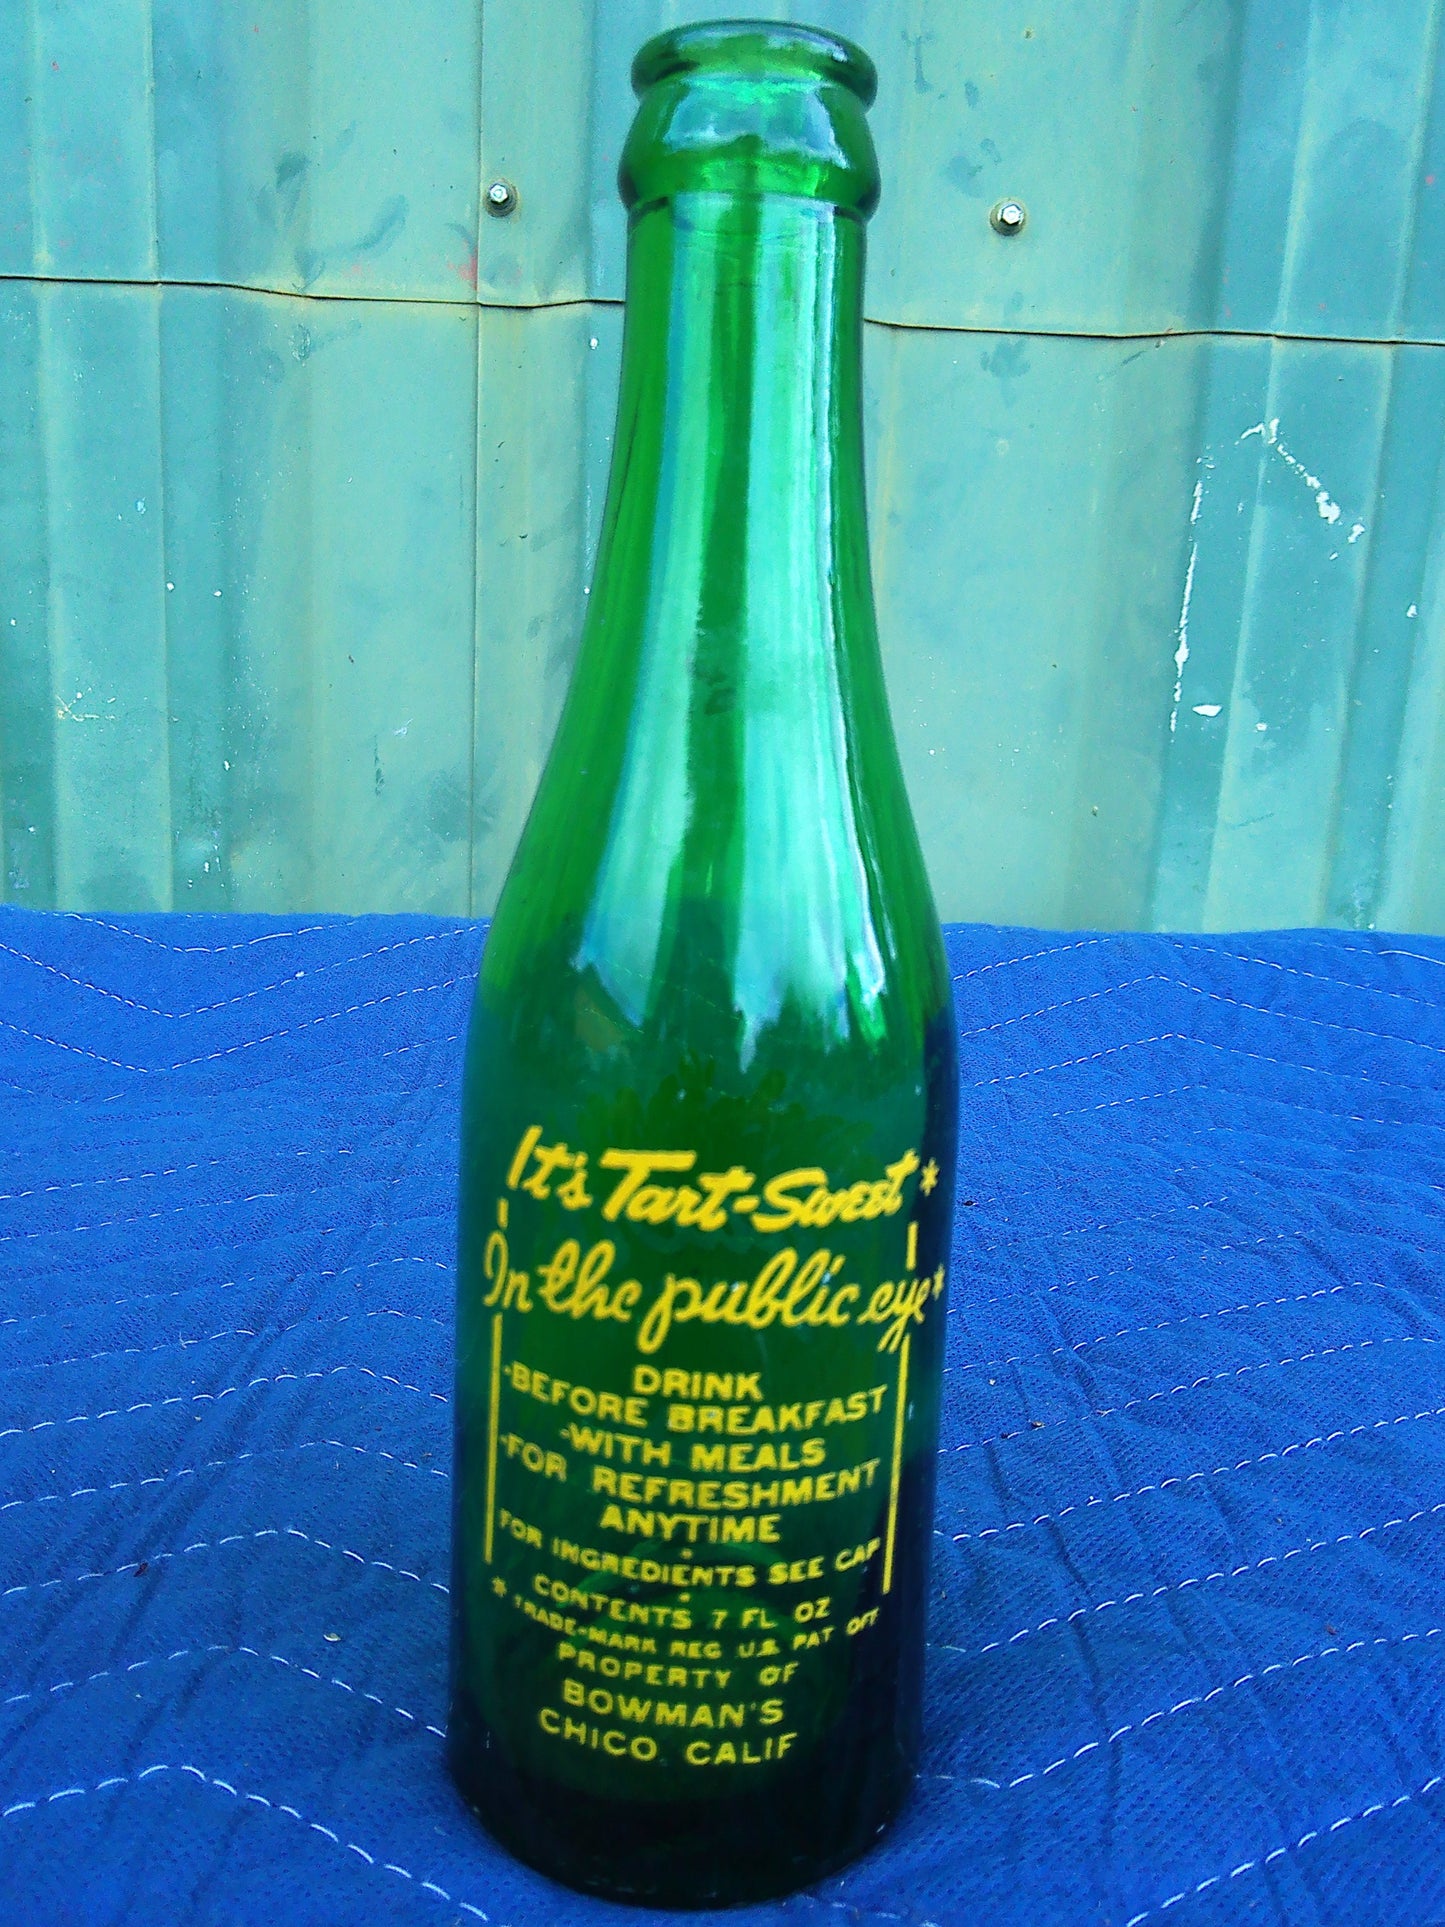 It's Tart-Sweet*
In the public eye*
DRINK
·BEFORE BREAKFAST
·WITH MEALS
·FOR REFRESHMENT
ANYTIME
FOR INGREDIENTS SEE CAP
CONTENTS 7 FL OZ
* TRADE-MARK REG U.S. PAT OFF
PROPERTY OF
BOWMAN'S
CHICO CALIF